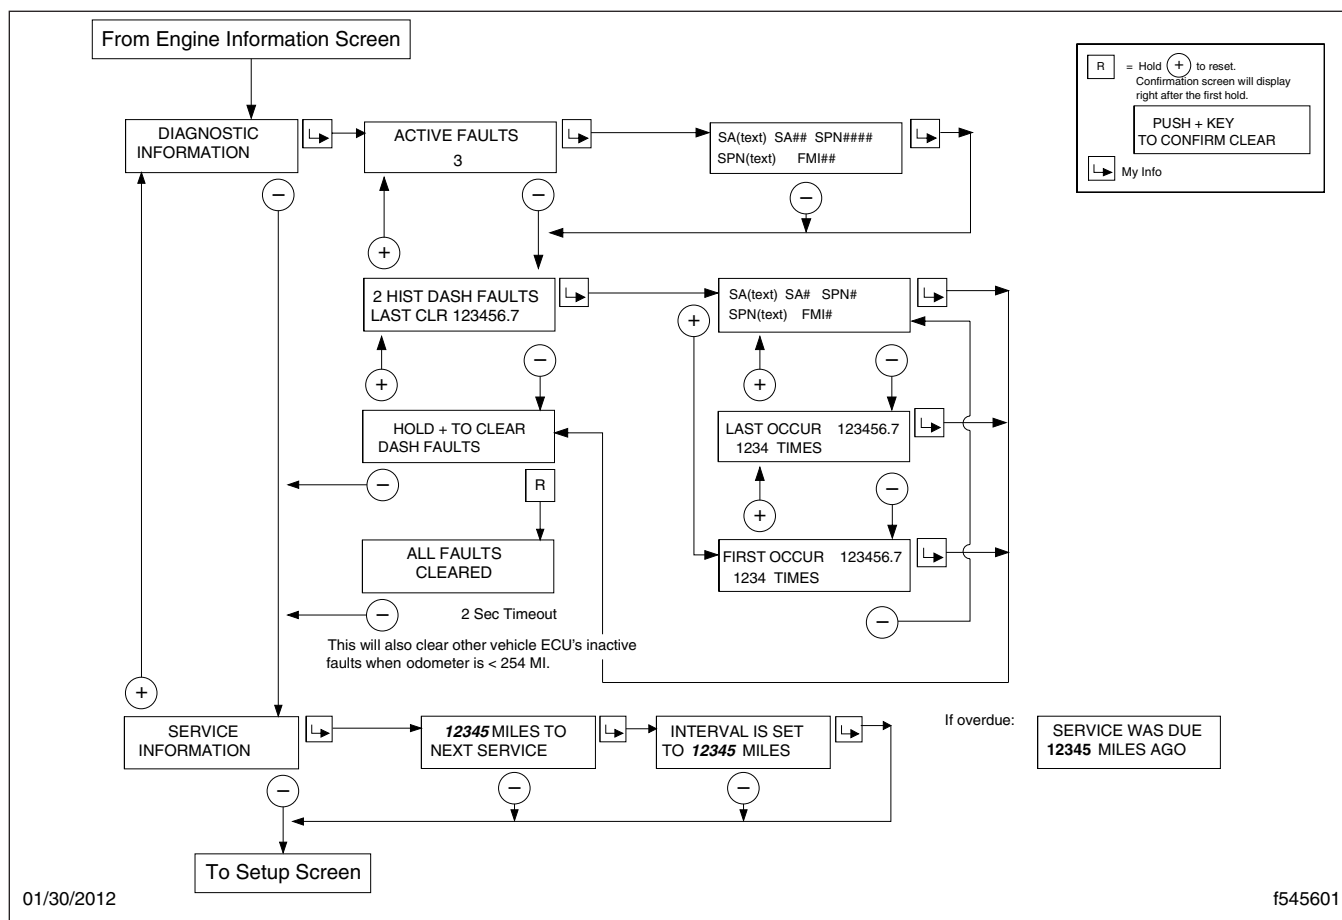 From Engine Information Screen
R = Hold + to reset.
Confirmation screen will display
right after the first hold.
PUSH + KEY
TO CONFIRM CLEAR
My Info
DIAGNOSTIC
INFORMATION
ACTIVE FAULTS
3
SA(text) SA## SPN####
SPN(text) FMI##
−
−
−
+
2 HIST DASH FAULTS
LAST CLR 123456.7
SA(text) SA# SPN#
SPN(text) FMI#
+
+
−
+
−
HOLD + TO CLEAR
DASH FAULTS
LAST OCCUR 123456.7
1234 TIMES
−
R
+
−
ALL FAULTS
CLEARED
FIRST OCCUR 123456.7
1234 TIMES
−
2 Sec Timeout
−
This will also clear other vehicle ECU's inactive
faults when odometer is < 254 MI.
+
SERVICE
INFORMATION
12345 MILES TO
NEXT SERVICE
INTERVAL IS SET
TO 12345 MILES
If overdue:
SERVICE WAS DUE
12345 MILES AGO
−
−
−
To Setup Screen
01/30/2012
f545601